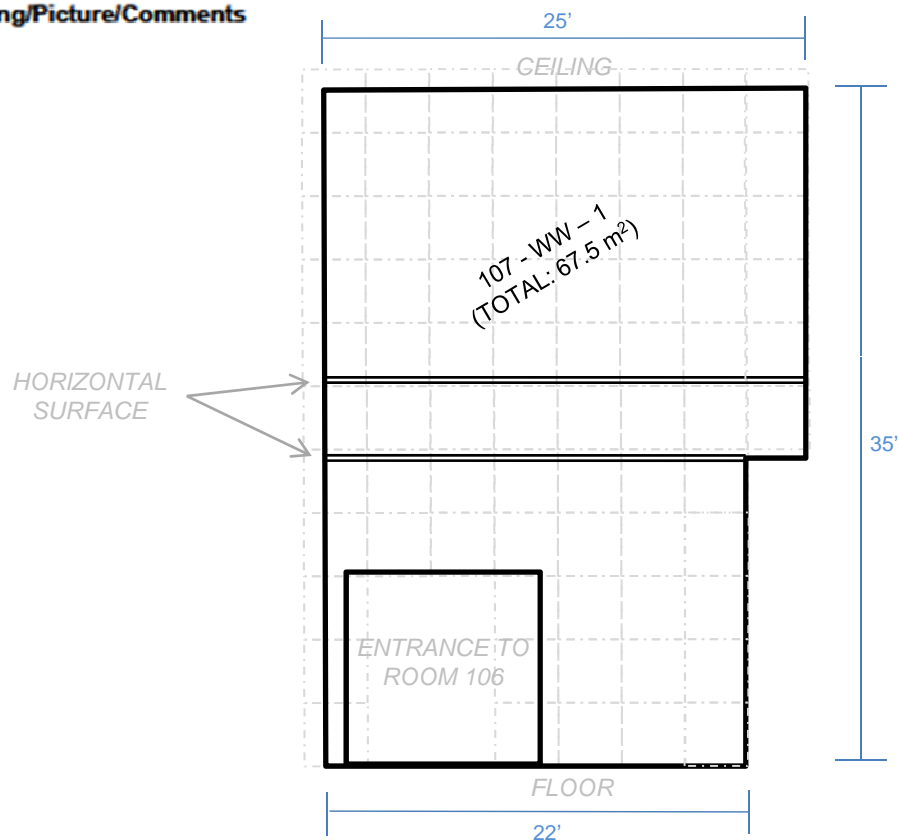 ng/Picture/Comments
25'
CEILING
107 - WW – 1
(TOTAL: 67.5 m²)
HORIZONTAL
SURFACE
35'
ENTRANCE TO
ROOM 106
FLOOR
22'